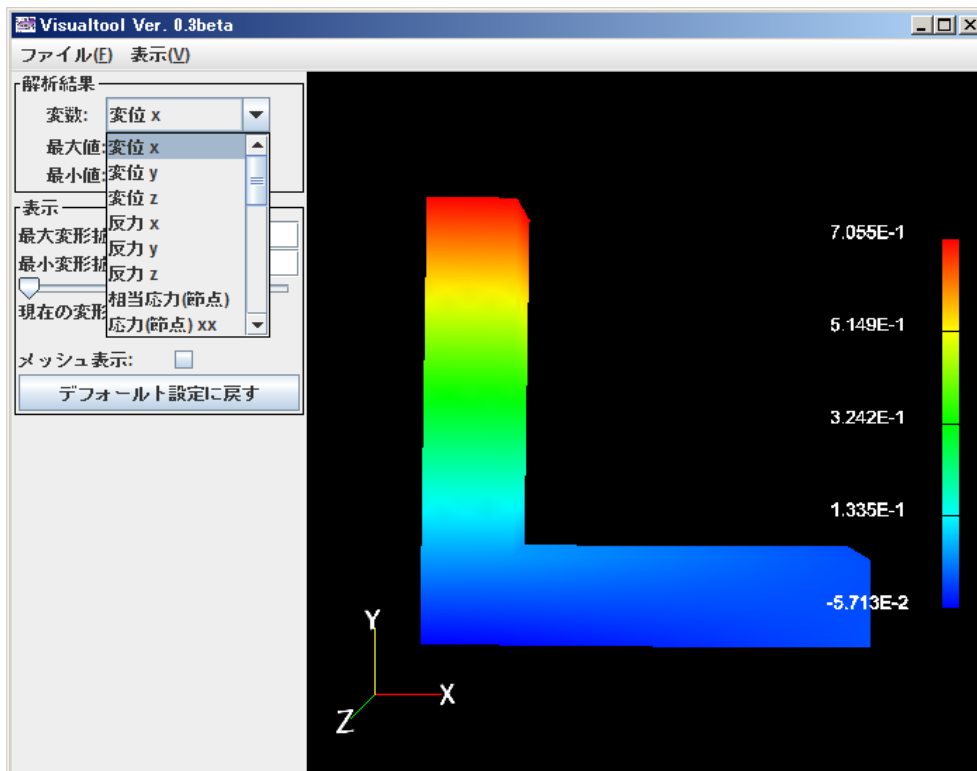 Visualtool Ver. 0.3beta
ファイル(F) 表示(V)
解析結果
変数: 変位 x
最大値:
最小値:
変位 x
変位 y
変位 z
反力 x
反力 y
反力 z
相当応力(節点)
応力(節点) xx
表示
最大変形拡
最小変形拡
現在の変形
メッシュ表示:
デフォールト設定に戻す
7.055E-1
5.149E-1
3.242E-1
1.335E-1
-5.713E-2
Y
X
Z